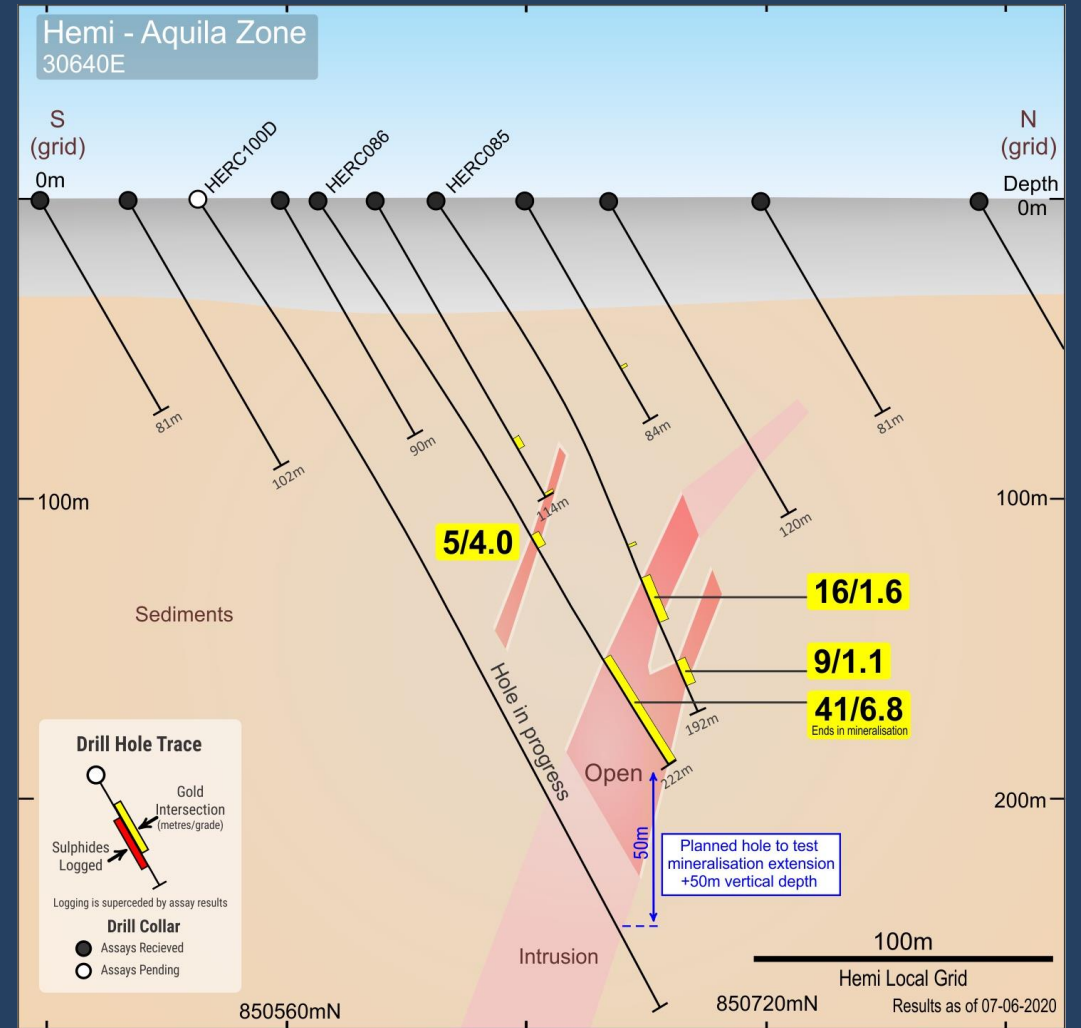 Hemi - Aquila Zone
30640E
S
(grid)
0m
HERC100D
HERC086
HERC085
N
(grid)
Depth
0m
81m
102m
90m
114m
84m
120m
81m
100m
100m
5/4.0
16/1.6
9/1.1
41/6.8
Ends in mineralisation
Sediments
Hole in progress
192m
222m
Open
200m
50m
Planned hole to test
mineralisation extension
+50m vertical depth
Intrusion
Drill Hole Trace
Gold
Intersection
(metres/grade)
Sulphides
Logged
Logging is superceded by assay results
Drill Collar
Assays Recieved
Assays Pending
100m
Hemi Local Grid
Results as of 07-06-2020
850560mN
850720mN